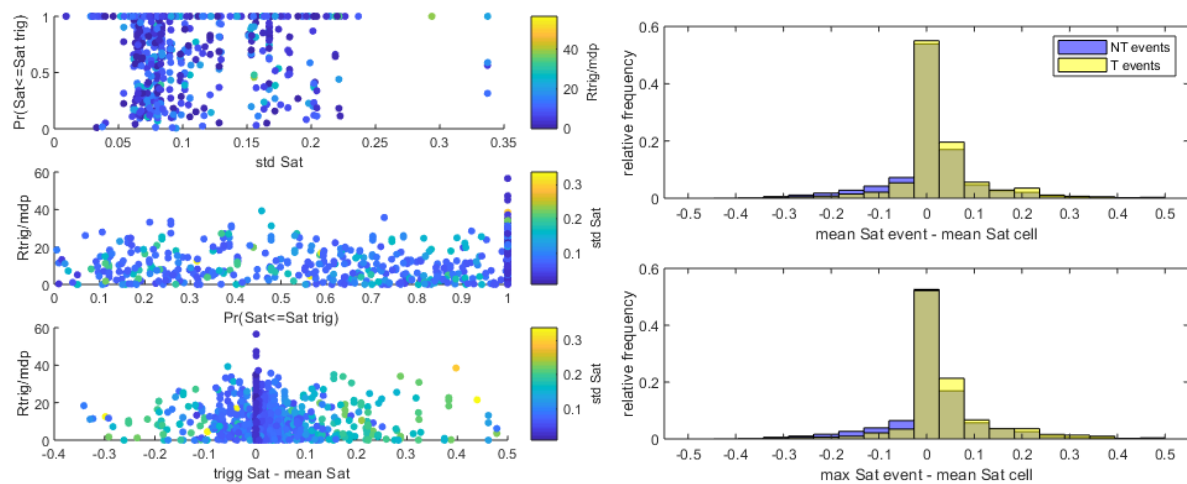 Pr(Sat<=Sat trig)
1
0.5
0
0 0.05 0.1 0.15 0.2 0.25 0.3 0.35
std Sat
40
20
0
Rtrig/mdp
Rtrig/mdp
60
40
20
0
0 0.1 0.2 0.3 0.4 0.5 0.6 0.7 0.8 0.9 1
Pr(Sat<=Sat trig)
0.3
0.2
0.1
std Sat
Rtrig/mdp
60
40
20
0
-0.4 -0.3 -0.2 -0.1 0 0.1 0.2 0.3 0.4 0.5
trigg Sat - mean Sat
0.3
0.2
0.1
std Sat
relative frequency
0.6
0.4
0.2
0
NT events
T events
-0.5 -0.4 -0.3 -0.2 -0.1 0 0.1 0.2 0.3 0.4 0.5
mean Sat event - mean Sat cell
relative frequency
0.6
0.4
0.2
0
-0.5 -0.4 -0.3 -0.2 -0.1 0 0.1 0.2 0.3 0.4 0.5
max Sat event - mean Sat cell